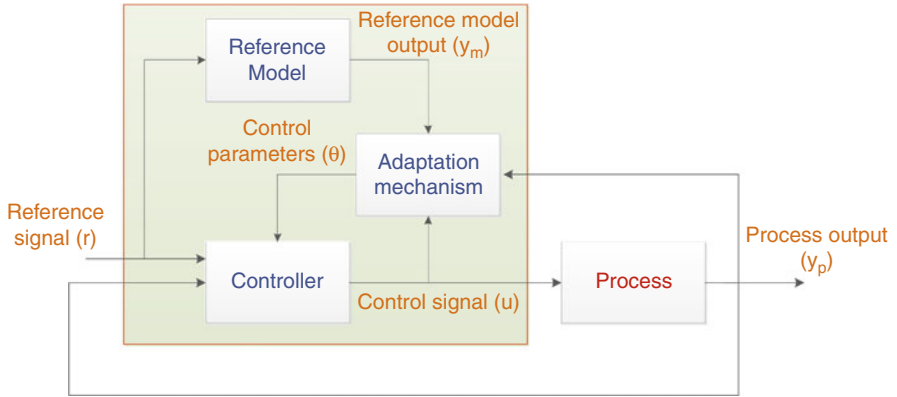 Reference model
output (yₘ)
Reference
Model
Control
parameters (θ)
Adaptation
mechanism
Reference
signal (r)
Process output
(yₚ)
Controller
Process
Control signal (u)